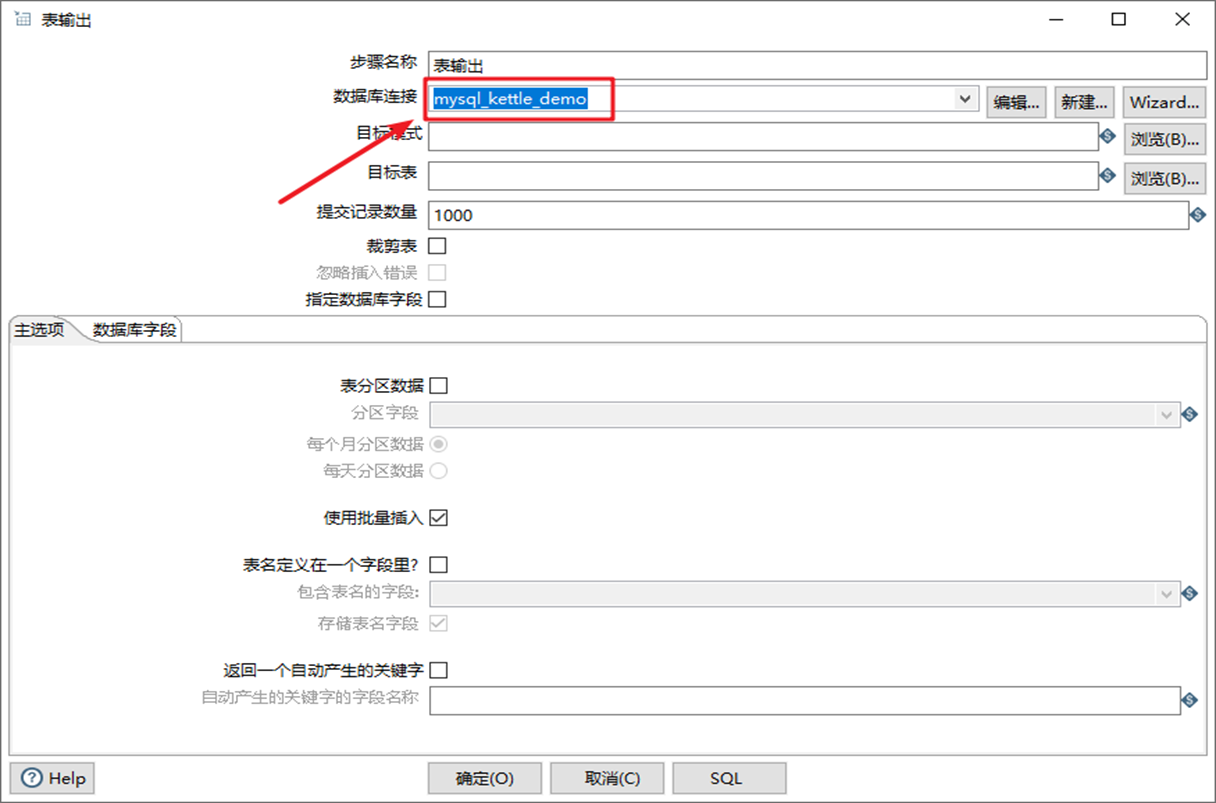 表输出
步骤名称 表输出
数据库连接 mysql_kettle_demo 编辑... 新建... Wizard...
目标模式 浏览(B)...
目标表 浏览(B)...
提交记录数量 1000
裁剪表
忽略插入错误
指定数据库字段
主选项 数据库字段
表分区数据
分区字段
每个月分区数据
每天分区数据
使用批量插入
表名定义在一个字段里?
包含表名的字段:
存储表名字段
返回一个自动产生的关键字
自动产生的关键字的字段名称
Help 确定(O) 取消(C) SQL